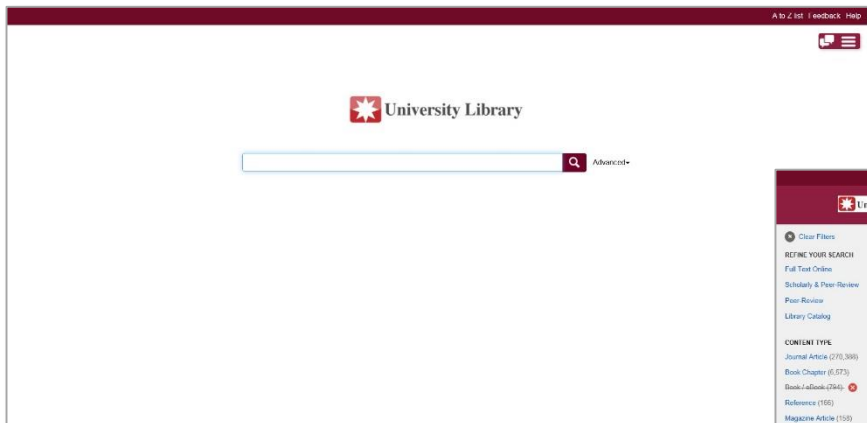 A to Z list Feedback Help
University Library
Advanced
Un
Clear Filters
REFINE YOUR SEARCH
Full Text Online
Scholarly & Peer-Review
Peer-Review
Library Catalog
CONTENT TYPE
Journal Article (270,388)
Book Chapter (6,573)
Book / eBook (794)
Reference (166)
Magazine Article (158)